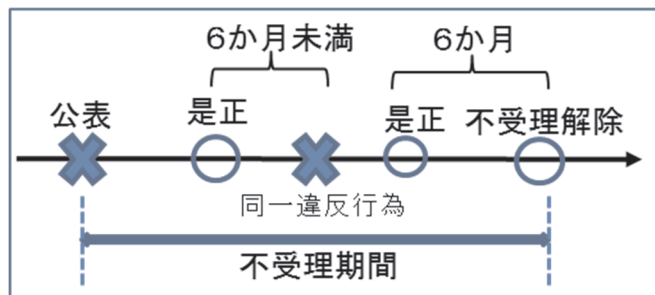 6か月未満
6か月
公表
是正
是正
不受理解除
同一違反行為
不受理期間